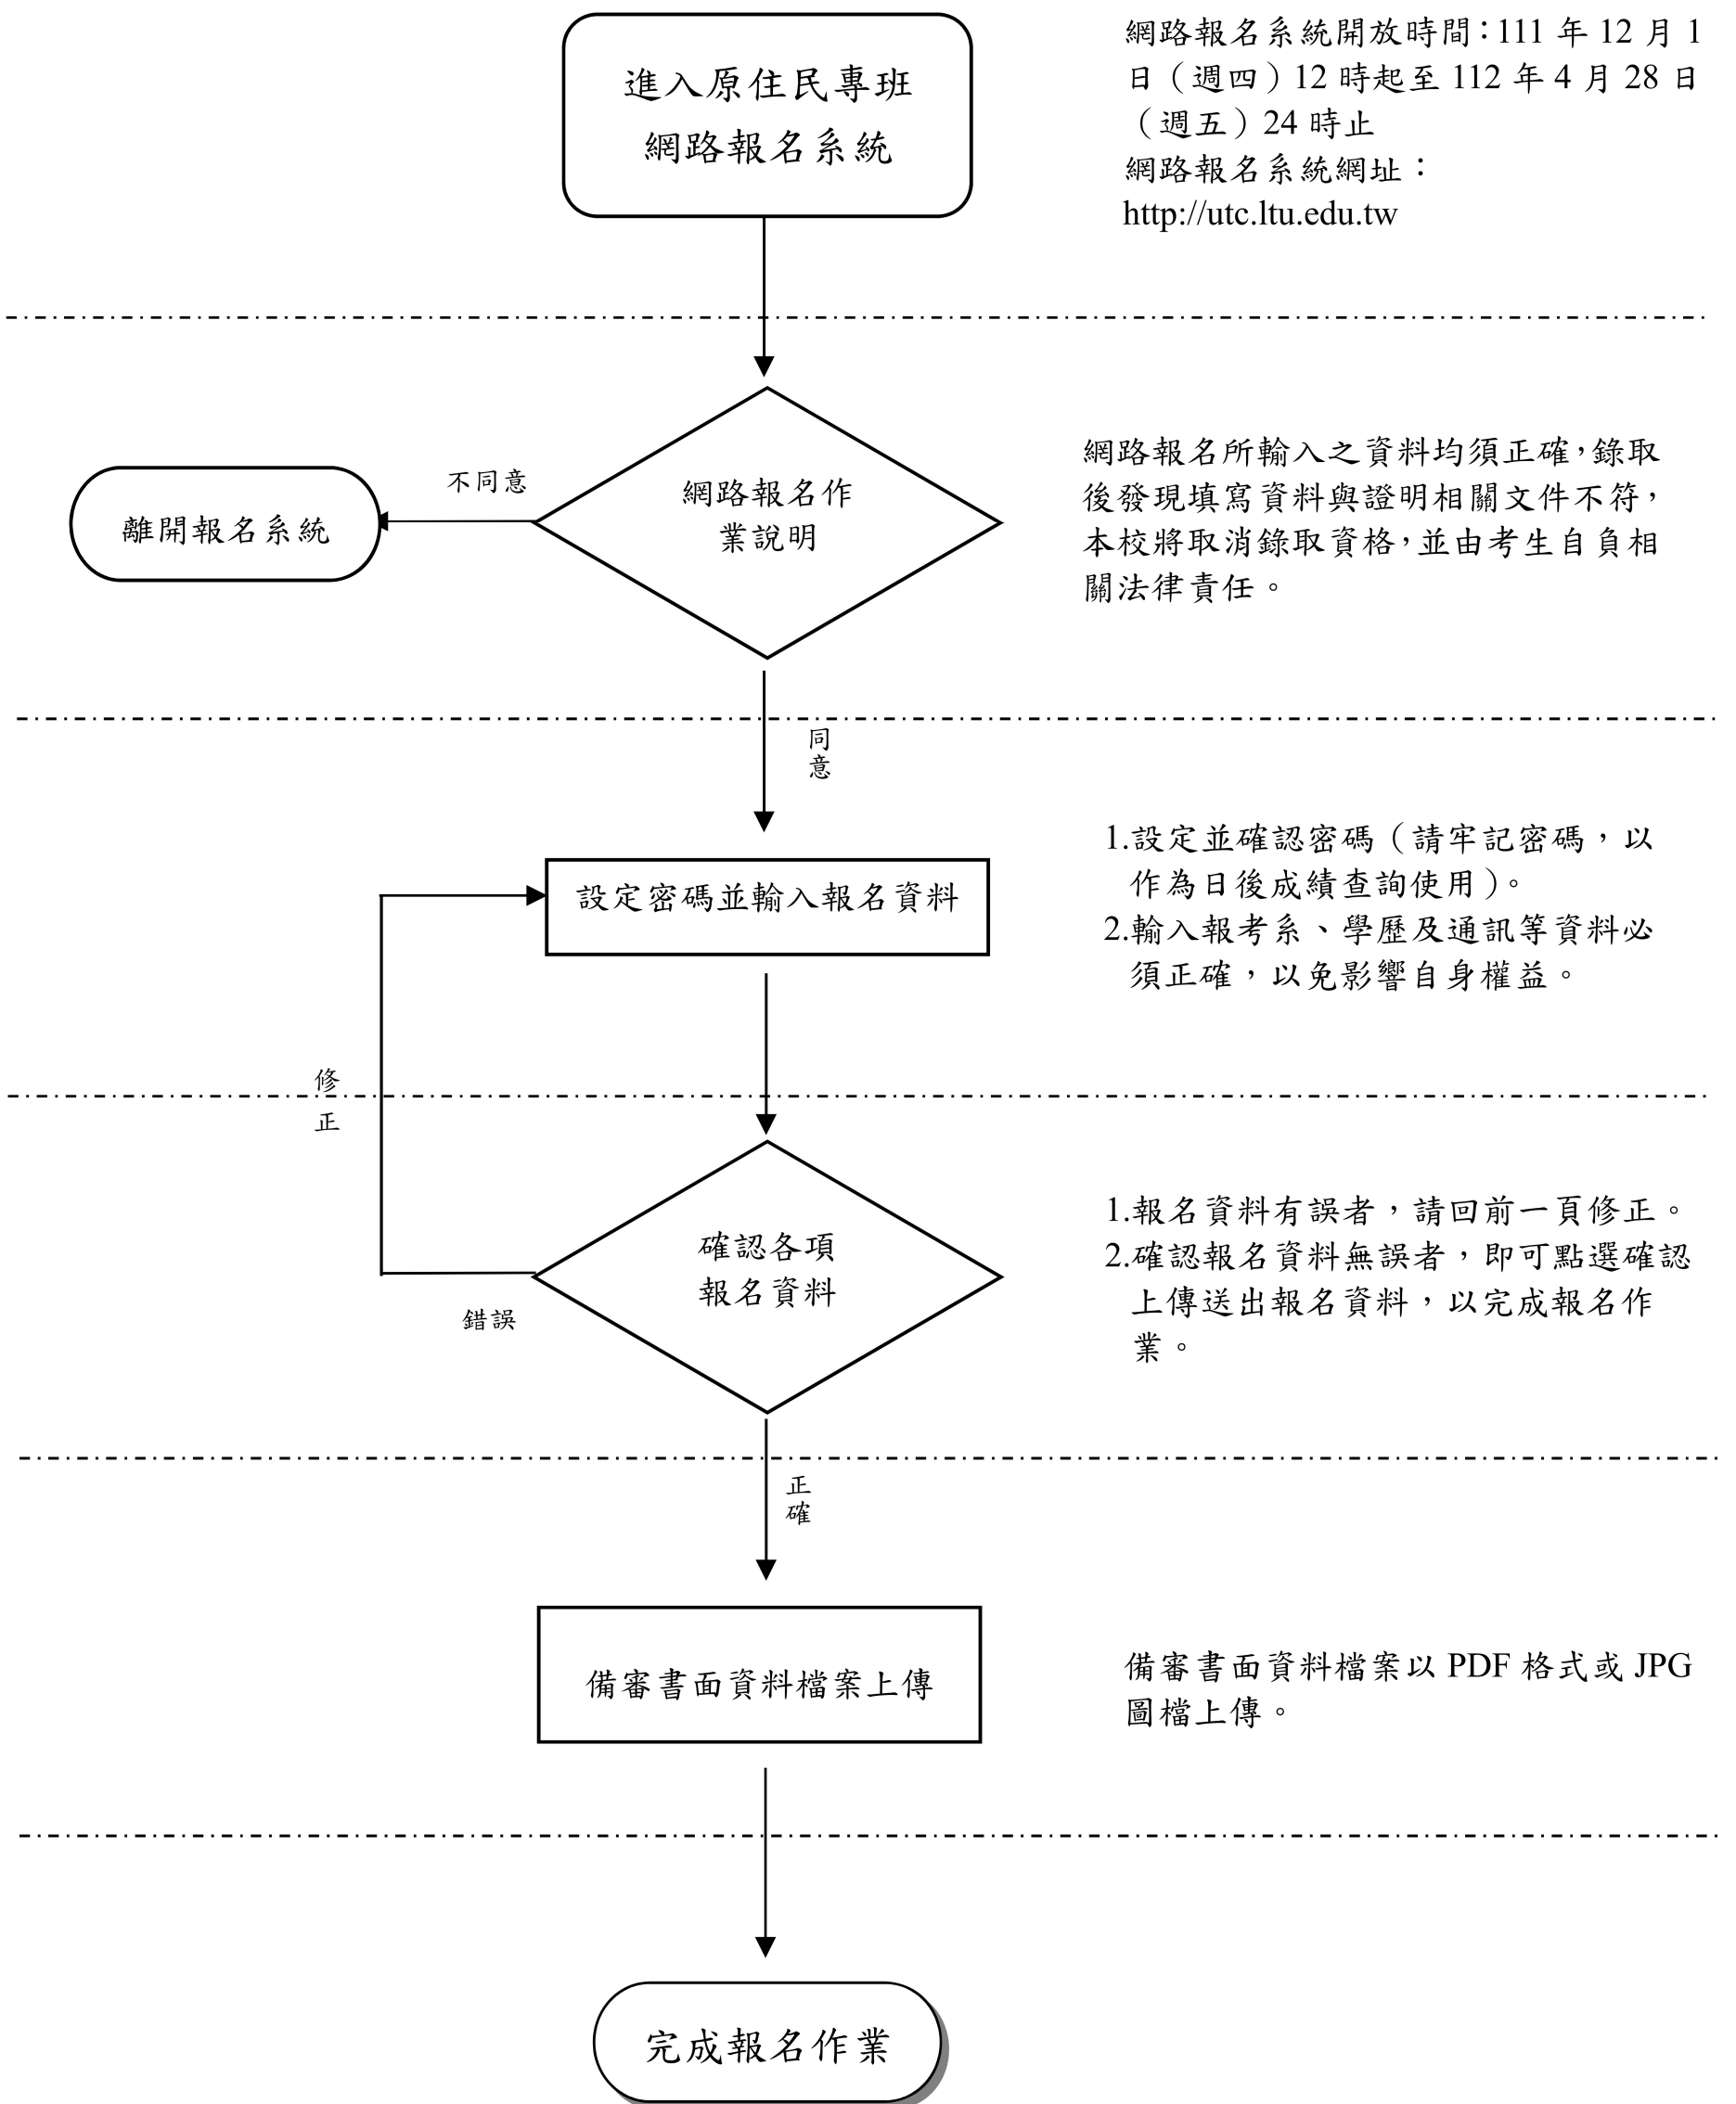 進入原住民專班
網路報名系統
網路報名系統開放時間：111 年 12 月 1
日（週四）12 時起至 112 年 4 月 28 日
（週五）24 時止
網路報名系統網址：
http://utc.ltu.edu.tw
不同意
離開報名系統
網路報名作
業說明
網路報名所輸入之資料均須正確，錄取
後發現填寫資料與證明相關文件不符，
本校將取消錄取資格，並由考生自負相
關法律責任。
同
意
設定密碼並輸入報名資料
1.設定並確認密碼（請牢記密碼，以
作為日後成績查詢使用）。
2.輸入報考系、學歷及通訊等資料必
須正確，以免影響自身權益。
修
正
確認各項
報名資料
錯誤
1.報名資料有誤者，請回前一頁修正。
2.確認報名資料無誤者，即可點選確認
上傳送出報名資料，以完成報名作
業。
正
確
備審書面資料檔案上傳
備審書面資料檔案以 PDF 格式或 JPG
圖檔上傳。
完成報名作業